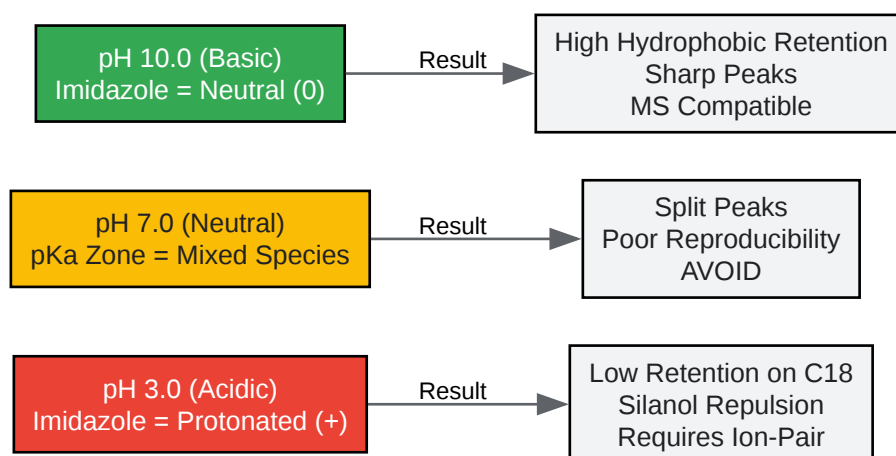 pH 10.0 (Basic)
Imidazole = Neutral (0)
Result
High Hydrophobic Retention
Sharp Peaks
MS Compatible
pH 7.0 (Neutral)
pKa Zone = Mixed Species
Result
Split Peaks
Poor Reproducibility
AVOID
pH 3.0 (Acidic)
Imidazole = Protonated (+)
Result
Low Retention on C18
Silanol Repulsion
Requires Ion-Pair